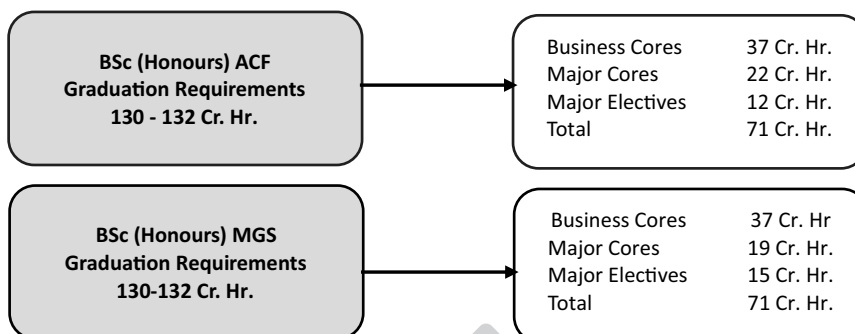 BSc (Honours) ACF
Graduation Requirements
130 - 132 Cr. Hr.
Business Cores 37 Cr. Hr.
Major Cores 22 Cr. Hr.
Major Electives 12 Cr. Hr.
Total 71 Cr. Hr.
BSc (Honours) MGS
Graduation Requirements
130-132 Cr. Hr.
Business Cores 37 Cr. Hr
Major Cores 19 Cr. Hr.
Major Electives 15 Cr. Hr.
Total 71 Cr. Hr.